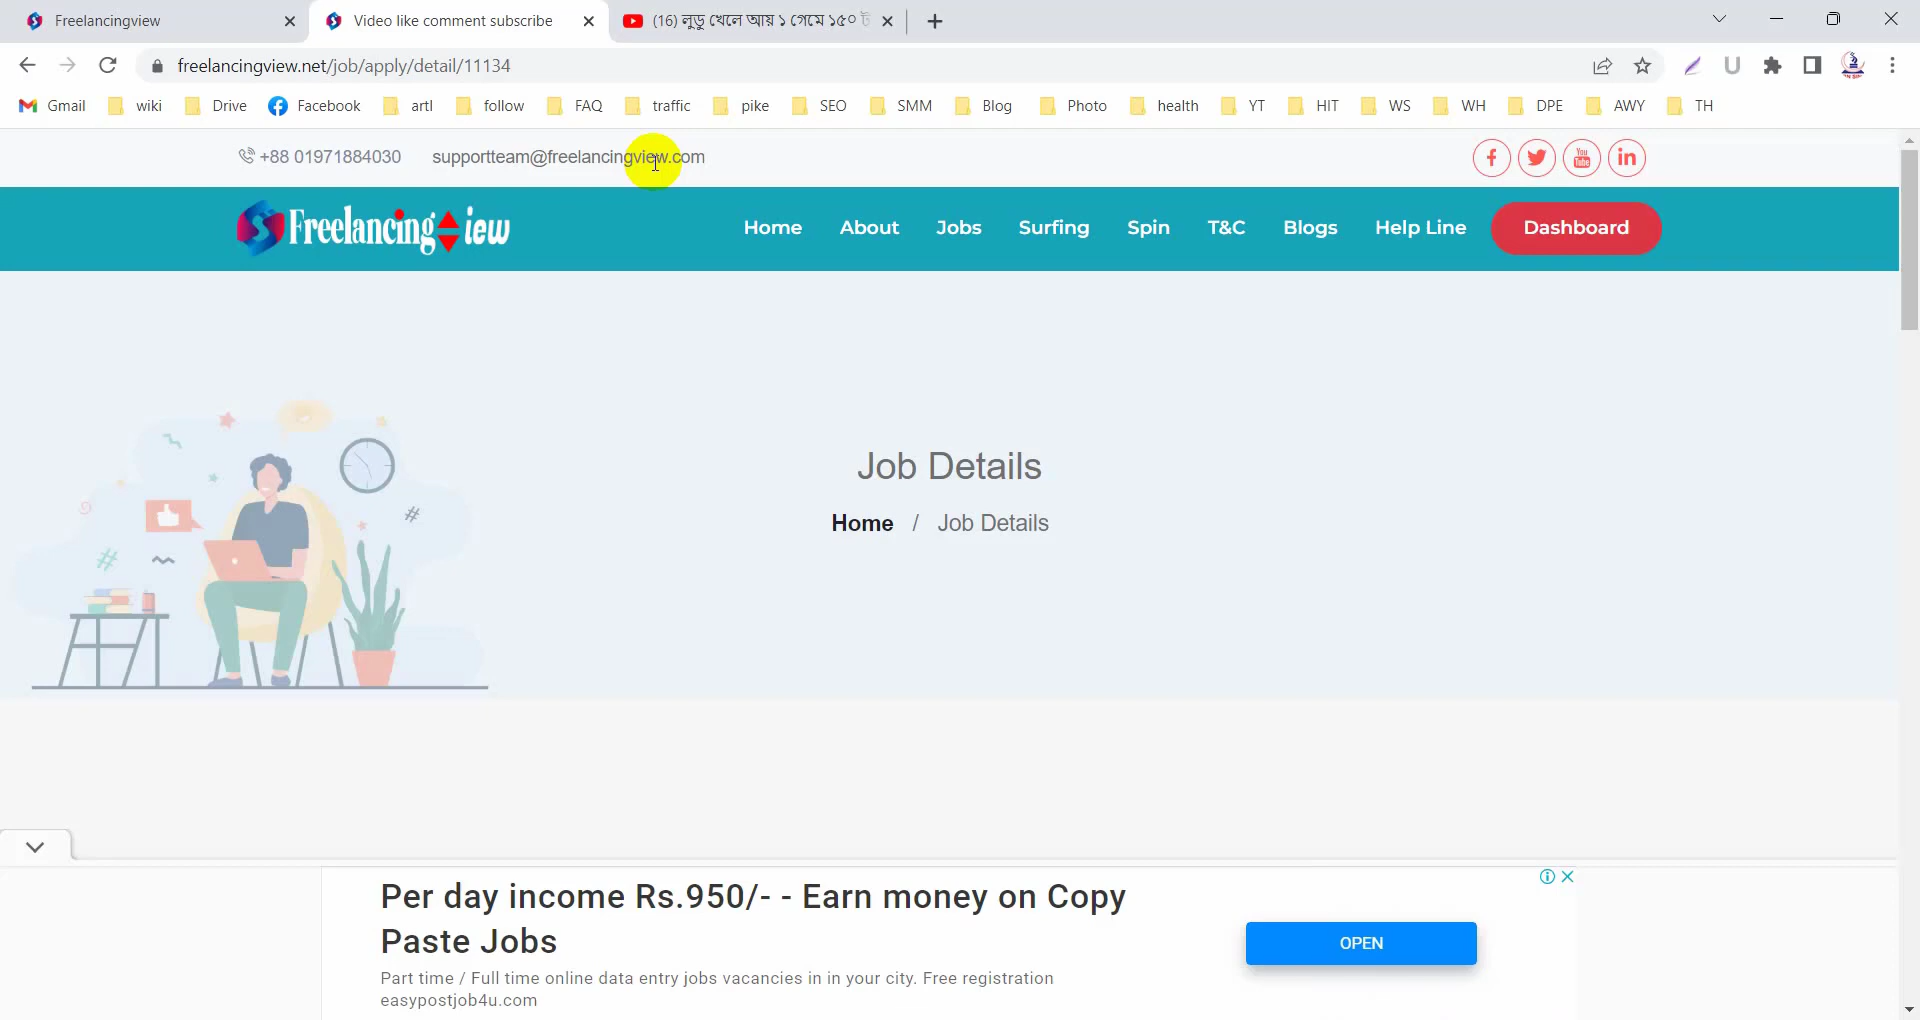 Freelancingview
Video like comment subscribe
(16) লুডু খেলে আয় ১ গেমে ১৫০ ট
freelancingview.net/job/apply/detail/11134
Gmail wiki Drive Facebook artl follow FAQ traffic pike SEO SMM Blog Photo health YT HIT WS WH DPE AWY TH
+88 01971884030 supportteam@freelancingview.com
Freelancing iew
Home About Jobs Surfing Spin T&C Blogs Help Line Dashboard
Job Details
Home / Job Details
Per day income Rs.950/- - Earn money on Copy
Paste Jobs
Part time / Full time online data entry jobs vacancies in in your city. Free registration
easypostjob4u.com
OPEN